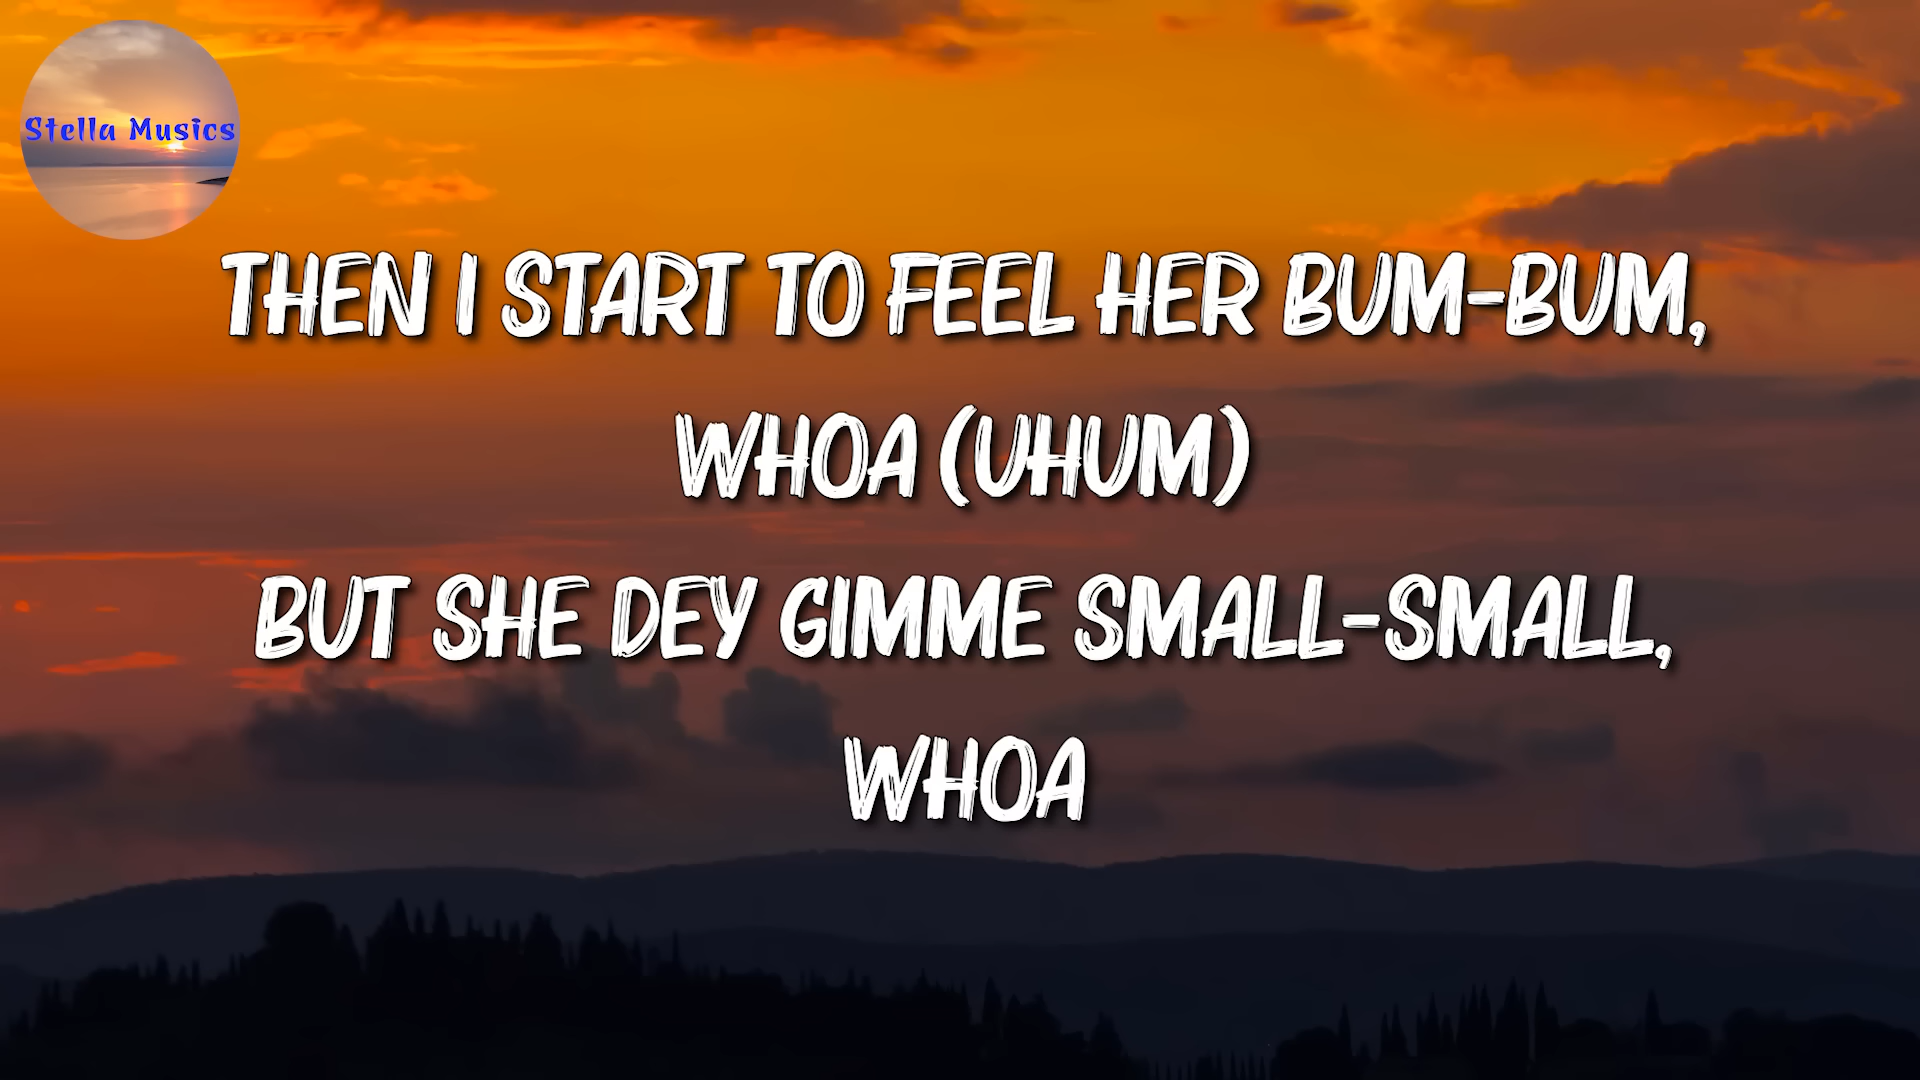 Stella Musics
THEN I START TO FEEL HER BUM-BUM,
WHOA (UHUM)
BUT SHE DEY GIMME SMALL-SMALL,
WHOA